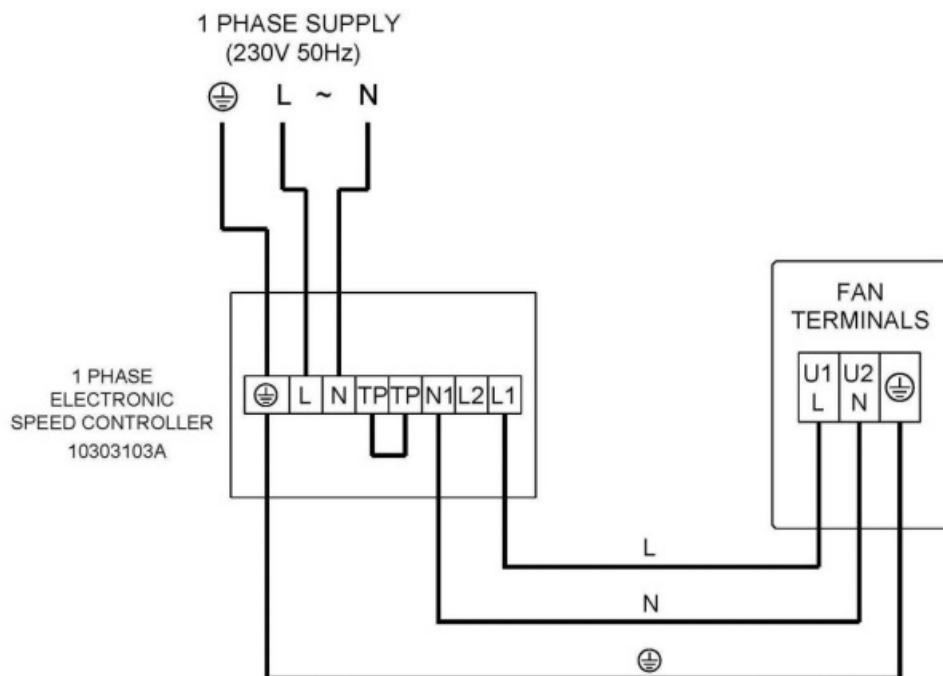 1 PHASE SUPPLY
(230V 50Hz)
L ~ N
1 PHASE
ELECTRONIC
SPEED CONTROLLER
10303103A
L N TP TP N1 L2 L1
FAN
TERMINALS
U1 U2
L N
L
N